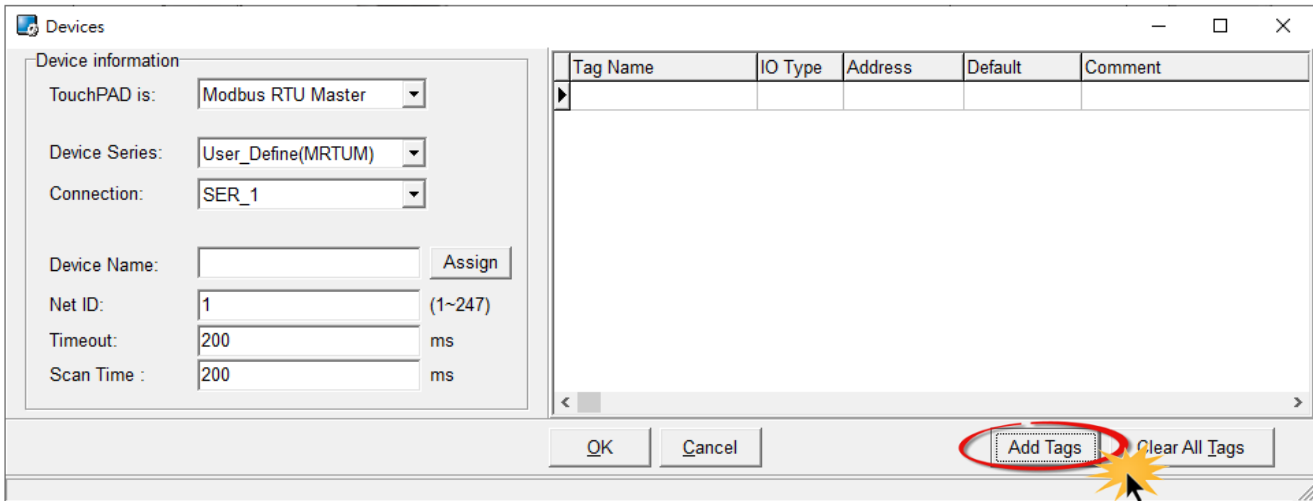 Devices
Device information
TouchPAD is: Modbus RTU Master
Device Series: User_Define(MRTUM)
Connection: SER_1
Device Name: Assign
Net ID: 1 (1~247)
Timeout: 200 ms
Scan Time : 200 ms
Tag Name IO Type Address Default Comment
OK Cancel Add Tags Clear All Tags